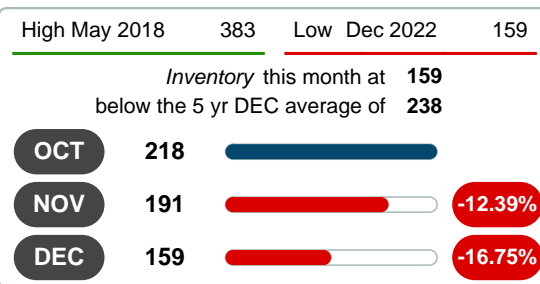 High May 2018 383 Low Dec 2022 159
Inventory this month at 159
below the 5 yr DEC average of 238
OCT 218
NOV 191 -12.39%
DEC 159 -16.75%